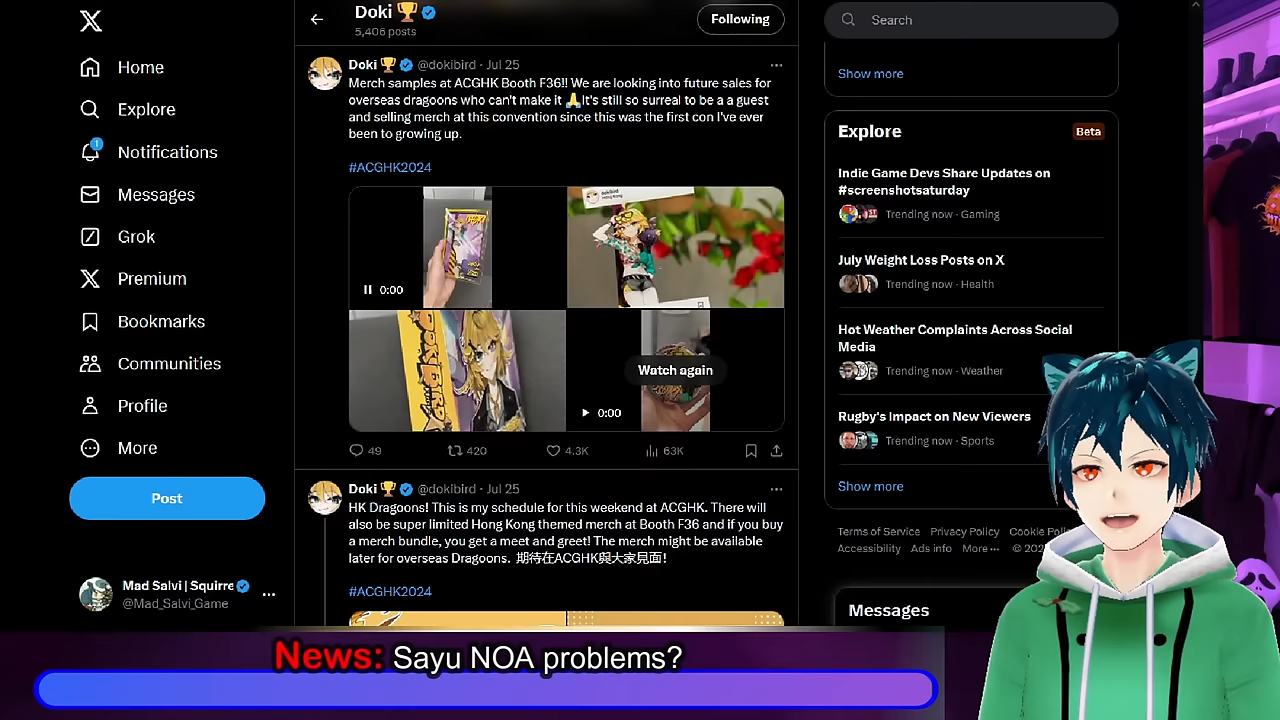 Home
Explore
Notifications
1
Messages
Grok
Premium
Bookmarks
Communities
Profile
More
Post
Mad Salvi | Squirre
@Mad_Salvi_Game
Doki
5,406 posts
Following
Doki @dokibird · Jul 25
Merch samples at ACGHK Booth F36!! We are looking into future sales for
overseas dragoons who can't make it 🙏It's still so surreal to be a a guest
and selling merch at this convention since this was the first con I've ever
been to growing up.
#ACGHK2024
0:00
Watch again
0:00
49
420
4.3K
63K
Doki @dokibird · Jul 25
HK Dragoons! This is my schedule for this weekend at ACGHK. There will
also be super limited Hong Kong themed merch at Booth F36 and if you buy
a merch bundle, you get a meet and greet! The merch might be available
later for overseas Dragoons. 期待在ACGHK與大家見面!
#ACGHK2024
Search
Show more
Explore
Beta
Indie Game Devs Share Updates on
#screenshotsaturday
Trending now · Gaming
July Weight Loss Posts on X
Trending now · Health
Hot Weather Complaints Across Social
Media
Trending now · Weather
Rugby's Impact on New Viewers
Trending now · Sports
Show more
Terms of Service Privacy Policy Cookie
Accessibility Ads info More ··· ©
Messages
News: Sayu NOA problems?